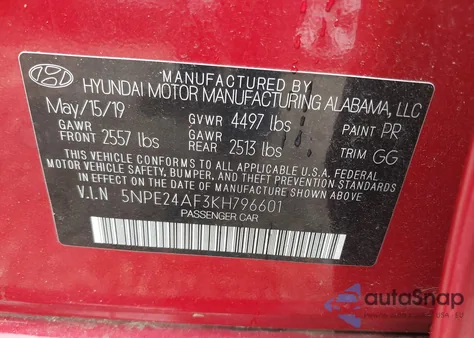 MANUFACTURED BY
HYUNDAI MOTOR MANUFACTURING ALABAMA, LLC
May/15/19 GVWR 4497 lbs PAINT PR
GAWR FRONT 2557 lbs GAWR REAR 2513 lbs TRIM GG
THIS VEHICLE CONFORMS TO ALL APPLICABLE FEDERAL
MOTOR VEHICLE SAFETY, BUMPER, AND THEFT PREVENTION
STANDARDS IN EFFECT ON THE DATE OF MANUFACTURE SHOWN ABOVE.
V.I.N 5NPE24AF3KH796601
PASSENGER CAR
autoSnap